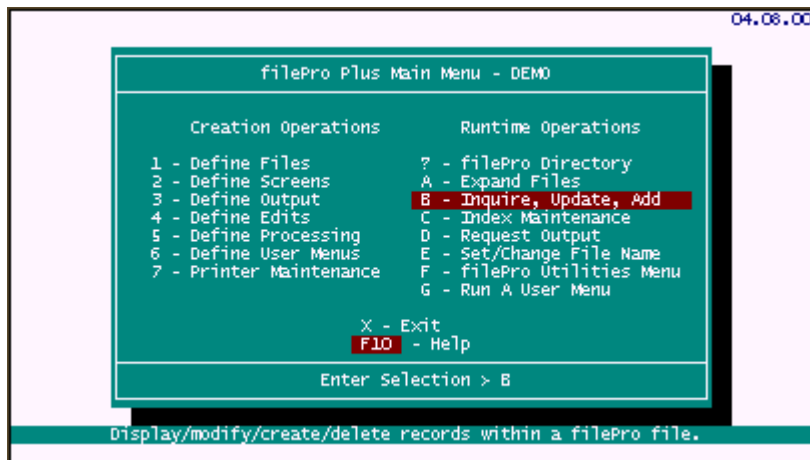 04.08.00
filePro Plus Main Menu - DEMO
Creation Operations    Runtime Operations
1 - Define Files    ? - filePro Directory
2 - Define Screens    A - Expand Files
3 - Define Output    B - Inquire, Update, Add
4 - Define Edits    C - Index Maintenance
5 - Define Processing    D - Request Output
6 - Define User Menus    E - Set/Change File Name
7 - Printer Maintenance    F - filePro Utilities Menu
G - Run A User Menu
X - Exit
F10 - Help
Enter Selection > B
Display/modify/create/delete records within a filePro file.